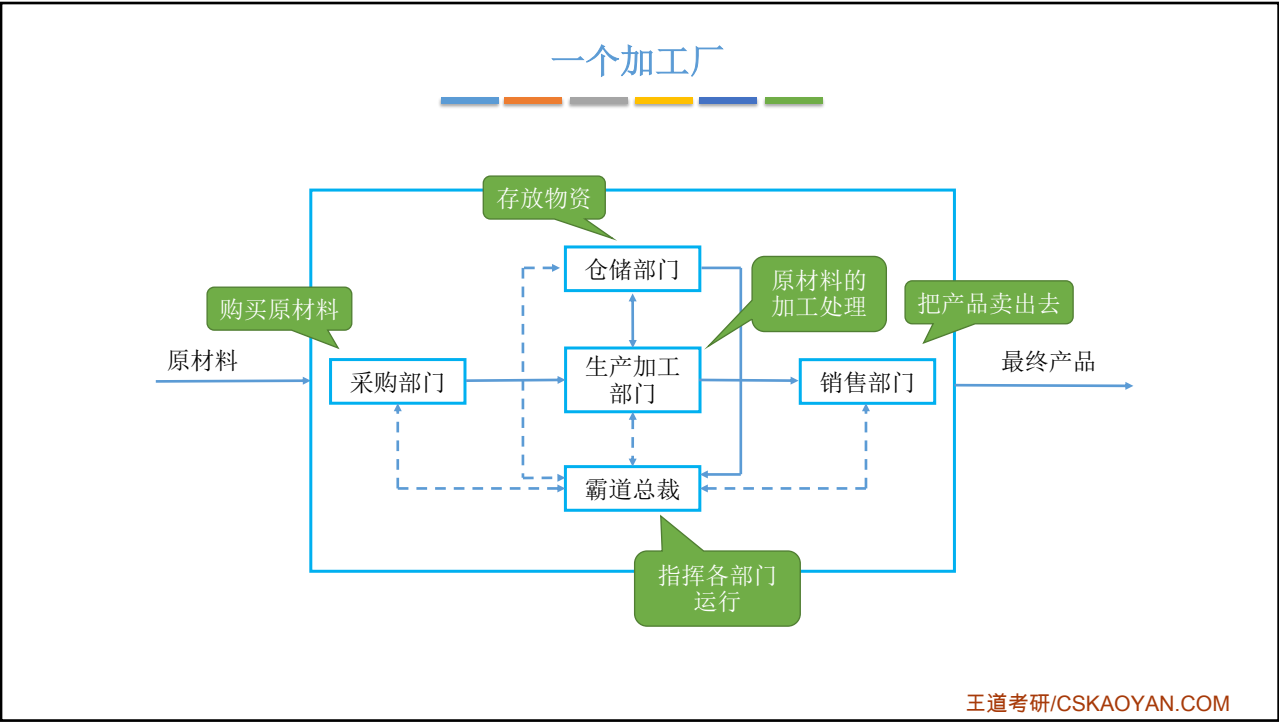 一个加工厂
存放物资
仓储部门
原材料的
加工处理
购买原材料
把产品卖出去
原材料
采购部门
生产加工
部门
销售部门
最终产品
霸道总裁
指挥各部门
运行
王道考研/CSKAOYAN.COM